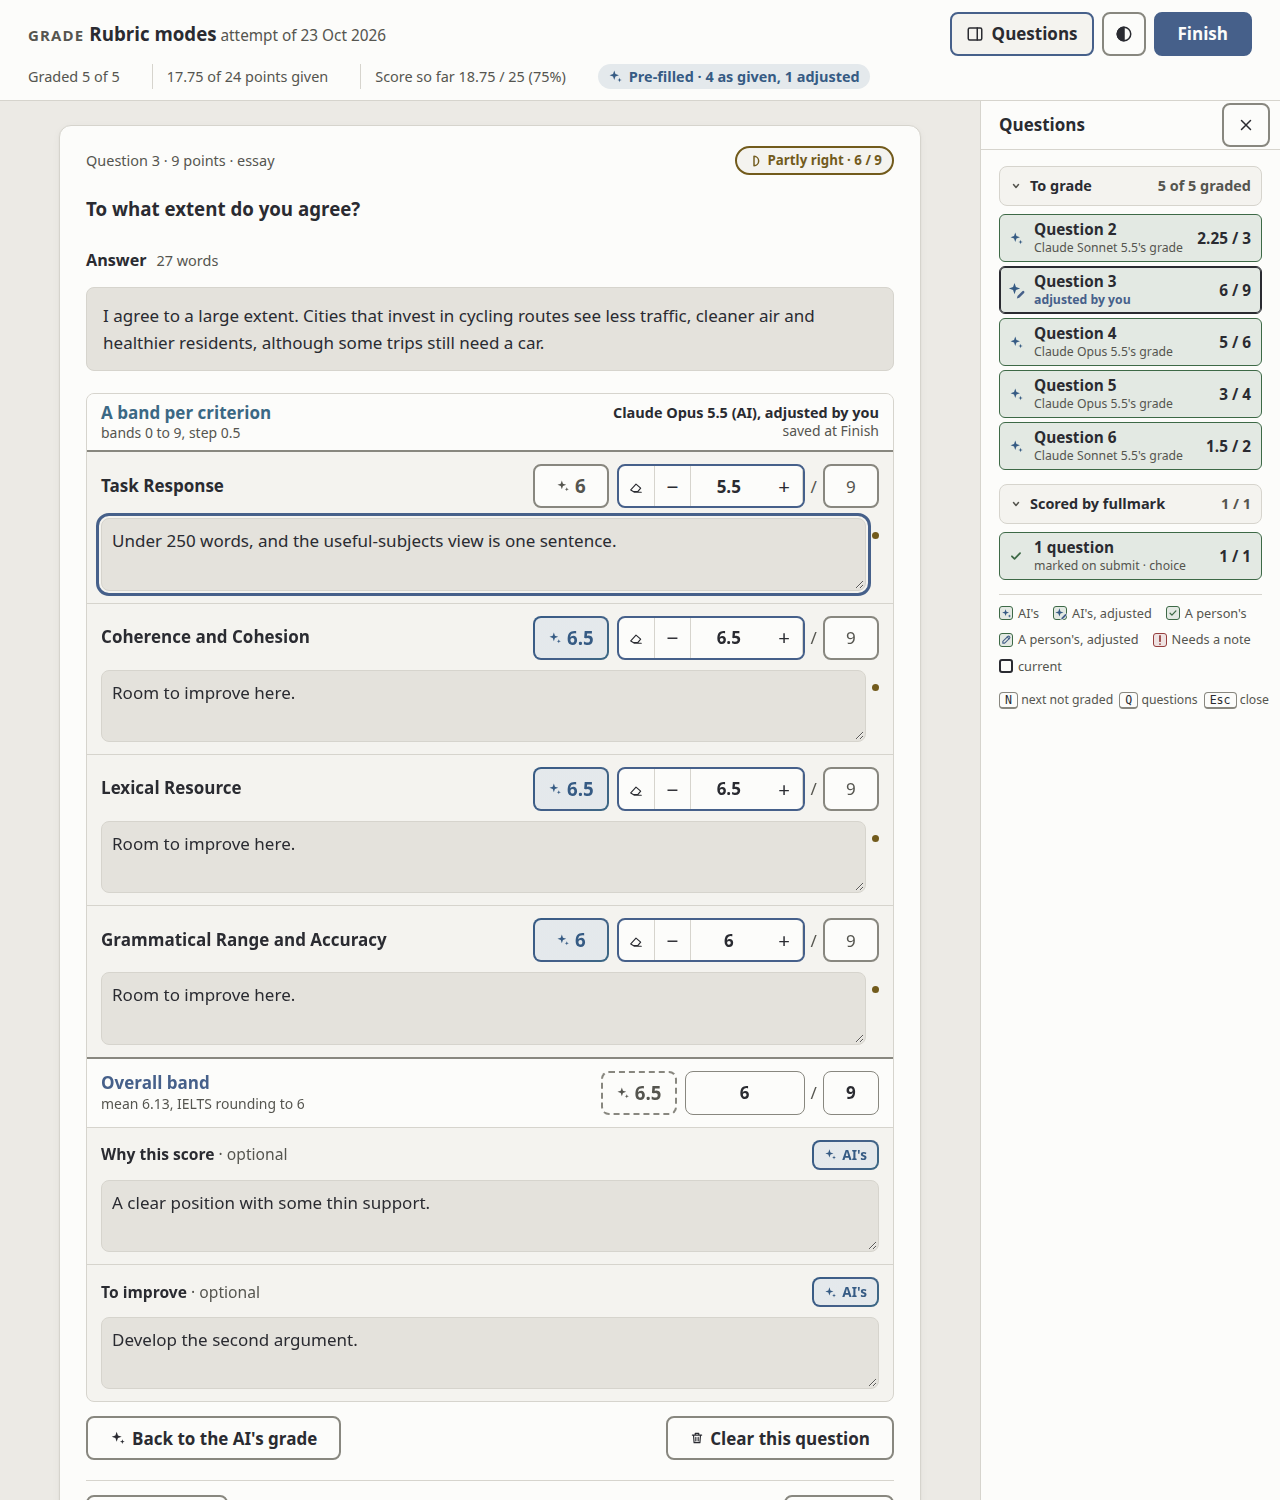 GRADE Rubric modes attempt of 23 Oct 2026
Questions
Finish
Graded 5 of 5
17.75 of 24 points given
Score so far 18.75 / 25 (75%)
Pre-filled · 4 as given, 1 adjusted
Question 3 · 9 points · essay
Partly right · 6 / 9
To what extent do you agree?
Answer 27 words
I agree to a large extent. Cities that invest in cycling routes see less traffic, cleaner air and
healthier residents, although some trips still need a car.
A band per criterion
bands 0 to 9, step 0.5
Claude Opus 5.5 (AI), adjusted by you
saved at Finish
Task Response
6
− 5.5 + / 9
Under 250 words, and the useful-subjects view is one sentence.
Coherence and Cohesion
6.5
− 6.5 + / 9
Room to improve here.
Lexical Resource
6.5
− 6.5 + / 9
Room to improve here.
Grammatical Range and Accuracy
6
− 6 + / 9
Room to improve here.
Overall band
mean 6.13, IELTS rounding to 6
6.5
6 / 9
Why this score · optional
AI's
A clear position with some thin support.
To improve · optional
AI's
Develop the second argument.
Back to the AI's grade
Clear this question
Questions
To grade
5 of 5 graded
Question 2
Claude Sonnet 5.5's grade
2.25 / 3
Question 3
adjusted by you
6 / 9
Question 4
Claude Opus 5.5's grade
5 / 6
Question 5
Claude Opus 5.5's grade
3 / 4
Question 6
Claude Sonnet 5.5's grade
1.5 / 2
Scored by fullmark
1 / 1
1 question
marked on submit · choice
1 / 1
AI's
AI's, adjusted
A person's
A person's, adjusted
! Needs a note
current
N next not graded Q questions Esc close